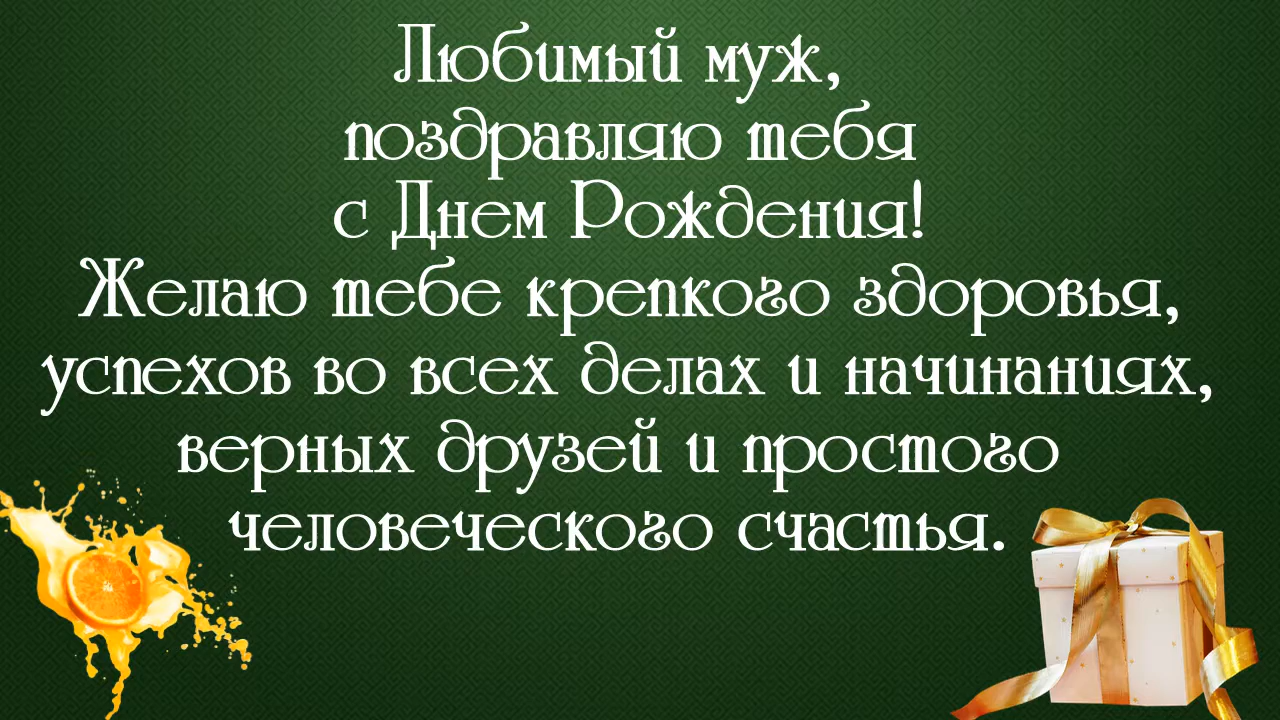 Любимый муж,
поздравляю тебя
с Днем Рождения!
Желаю тебе крепкого здоровья,
успехов во всех делах и начинаниях,
верных друзей и простого
человеческого счастья.